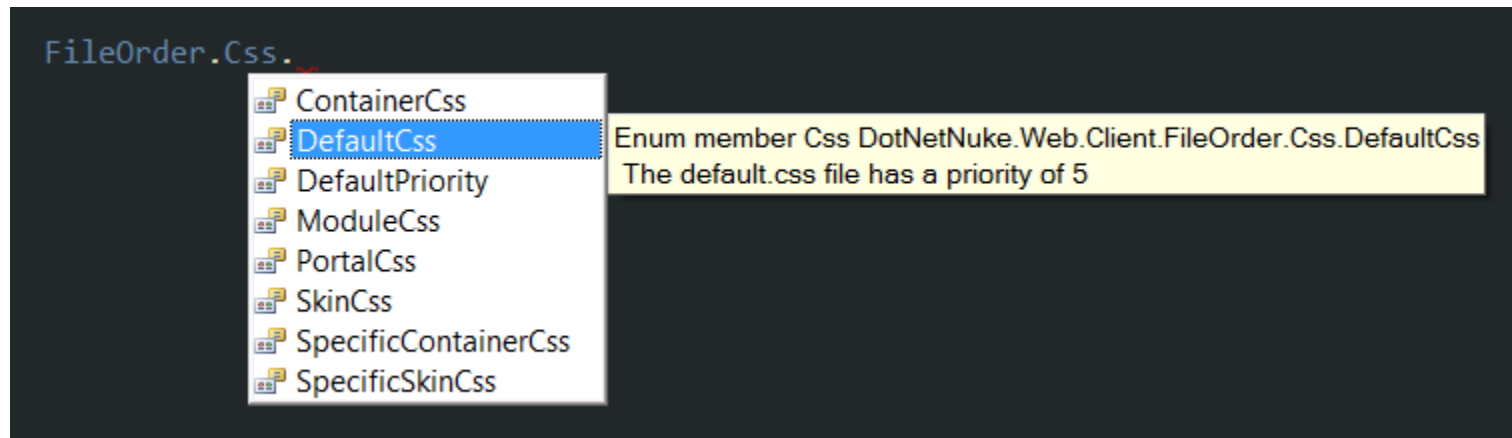 FileOrder.Css.
ContainerCss
DefaultCss
Enum member Css DotNetNuke.Web.Client.FileOrder.Css.DefaultCss
The default.css file has a priority of 5
DefaultPriority
ModuleCss
PortalCss
SkinCss
SpecificContainerCss
SpecificSkinCss